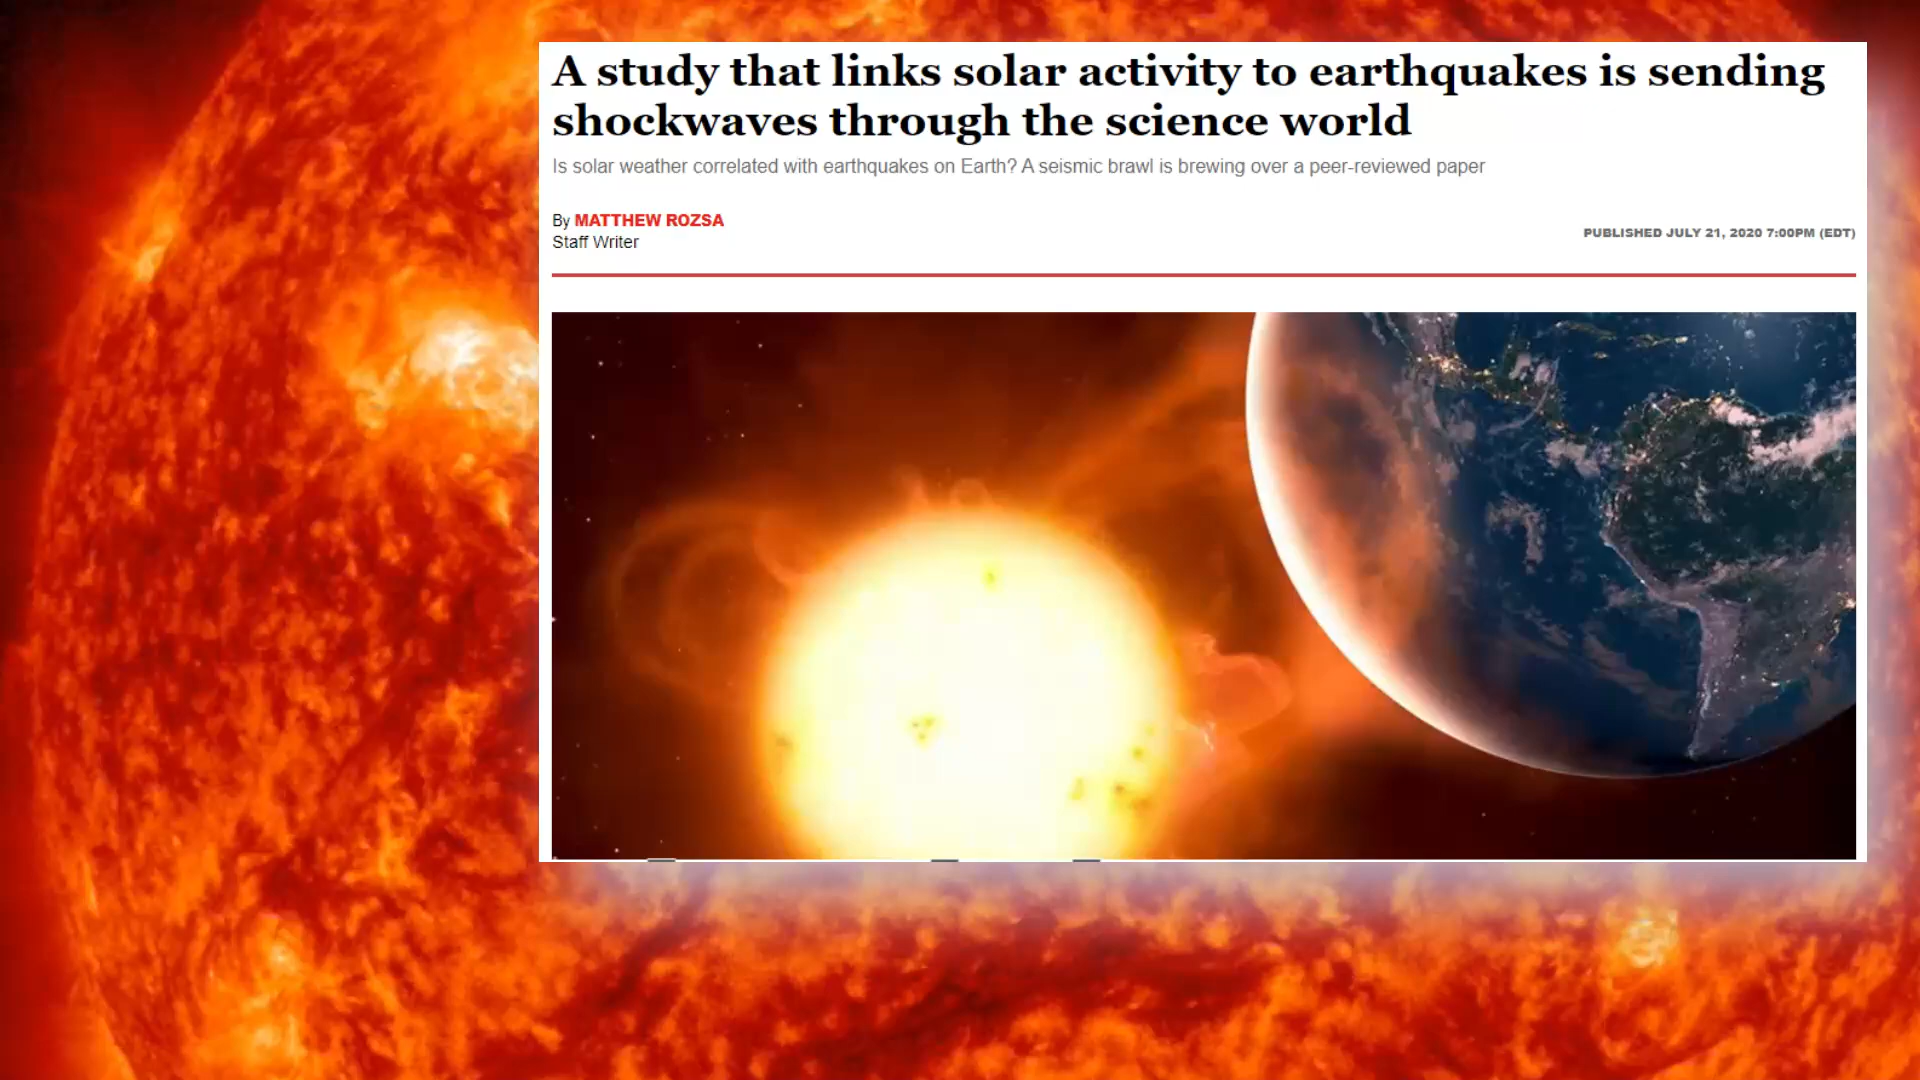 A study that links solar activity to earthquakes is sending
shockwaves through the science world
Is solar weather correlated with earthquakes on Earth? A seismic brawl is brewing over a peer-reviewed paper
By MATTHEW ROZSA
Staff Writer
PUBLISHED JULY 21, 2020 7:00PM (EDT)